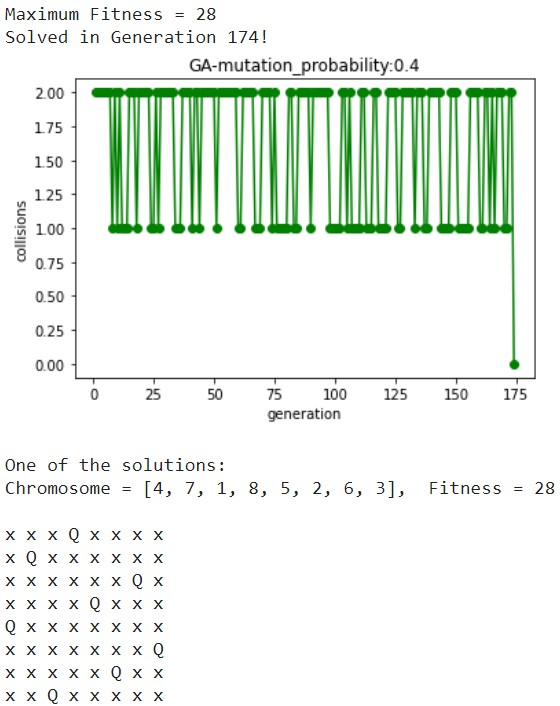 Maximum Fitness = 28
Solved in Generation 174!
GA-mutation_probability:0.4
2.00
1.75
1.50
1.25
1.00
0.75
0.50
0.25
0.00
collisions
0 25 50 75 100 125 150 175
generation
One of the solutions:
Chromosome = [4, 7, 1, 8, 5, 2, 6, 3],  Fitness = 28
x x x Q x x x x
x Q x x x x x x
x x x x x x Q x
x x x x Q x x x
Q x x x x x x x
x x x x x x x Q
x x x x x Q x x
x x Q x x x x x